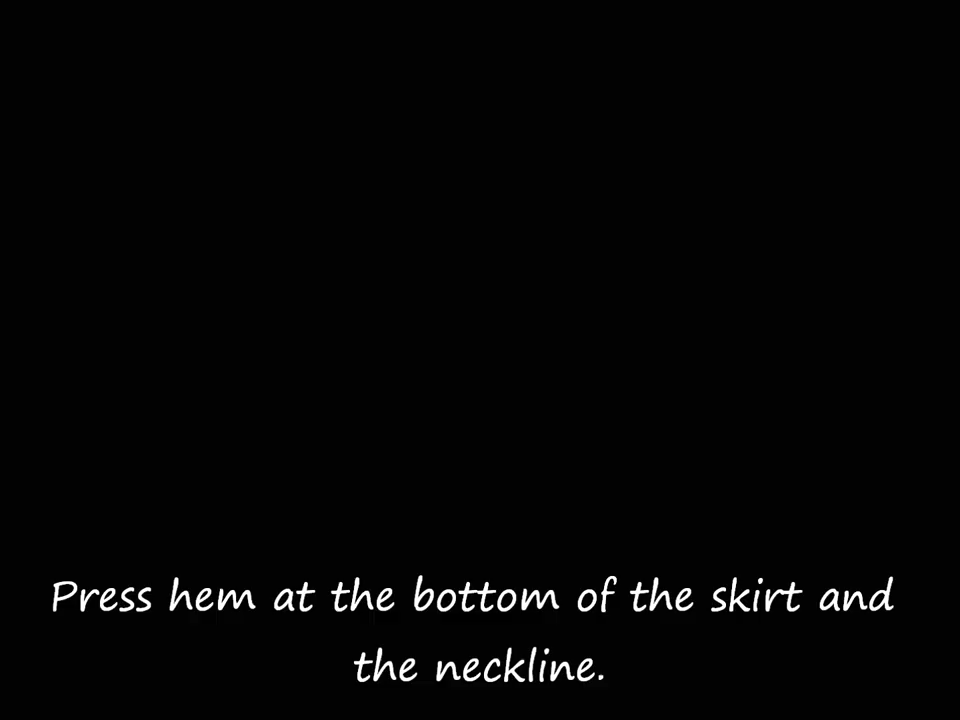 Press hem at the bottom of the skirt and
the neckline.